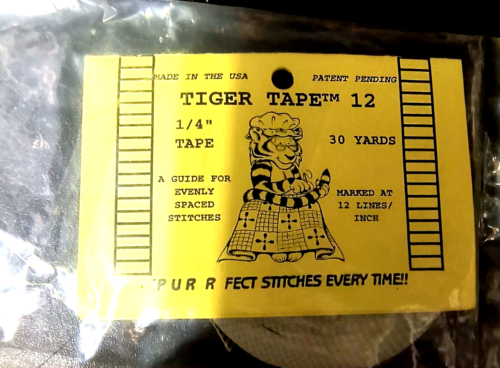 MADE IN THE USA
PATENT PENDING
TIGER TAPE™ 12
1/4"
TAPE
30 YARDS
A GUIDE FOR
EVENLY
SPACED
STITCHES
MARKED AT
12 LINES/
INCH
PURR FECT STITCHES EVERY TIME!!